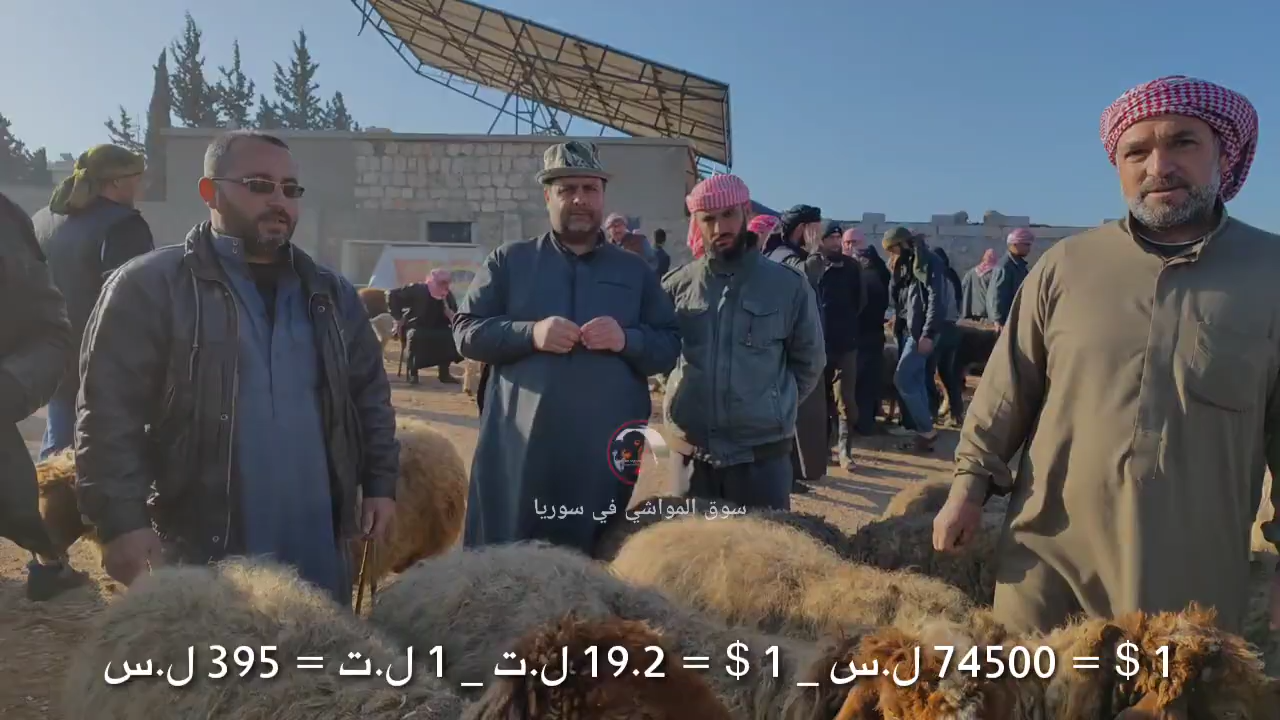 سوق المواشي في سوريا
1 $ = 74500 ل.س _ 1 $ = 19.2 ل.ت _ 1 ل.ت = 395 ل.س